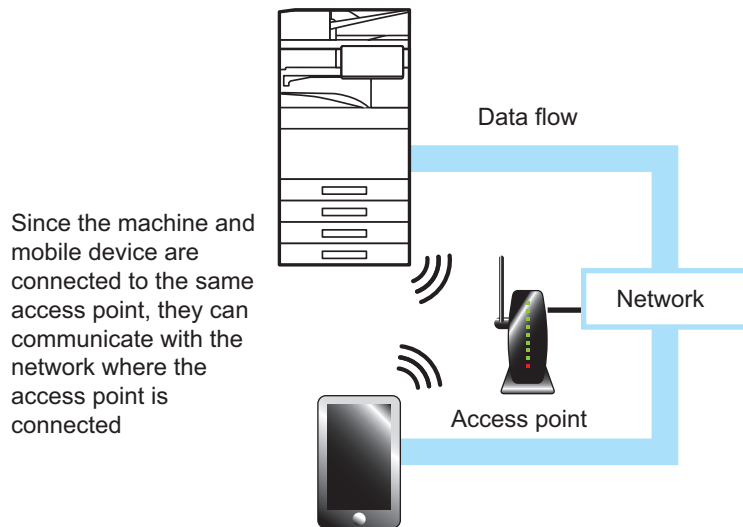 Data flow
Since the machine and
mobile device are
connected to the same
access point, they can
communicate with the
network where the
access point is
connected
Network
Access point